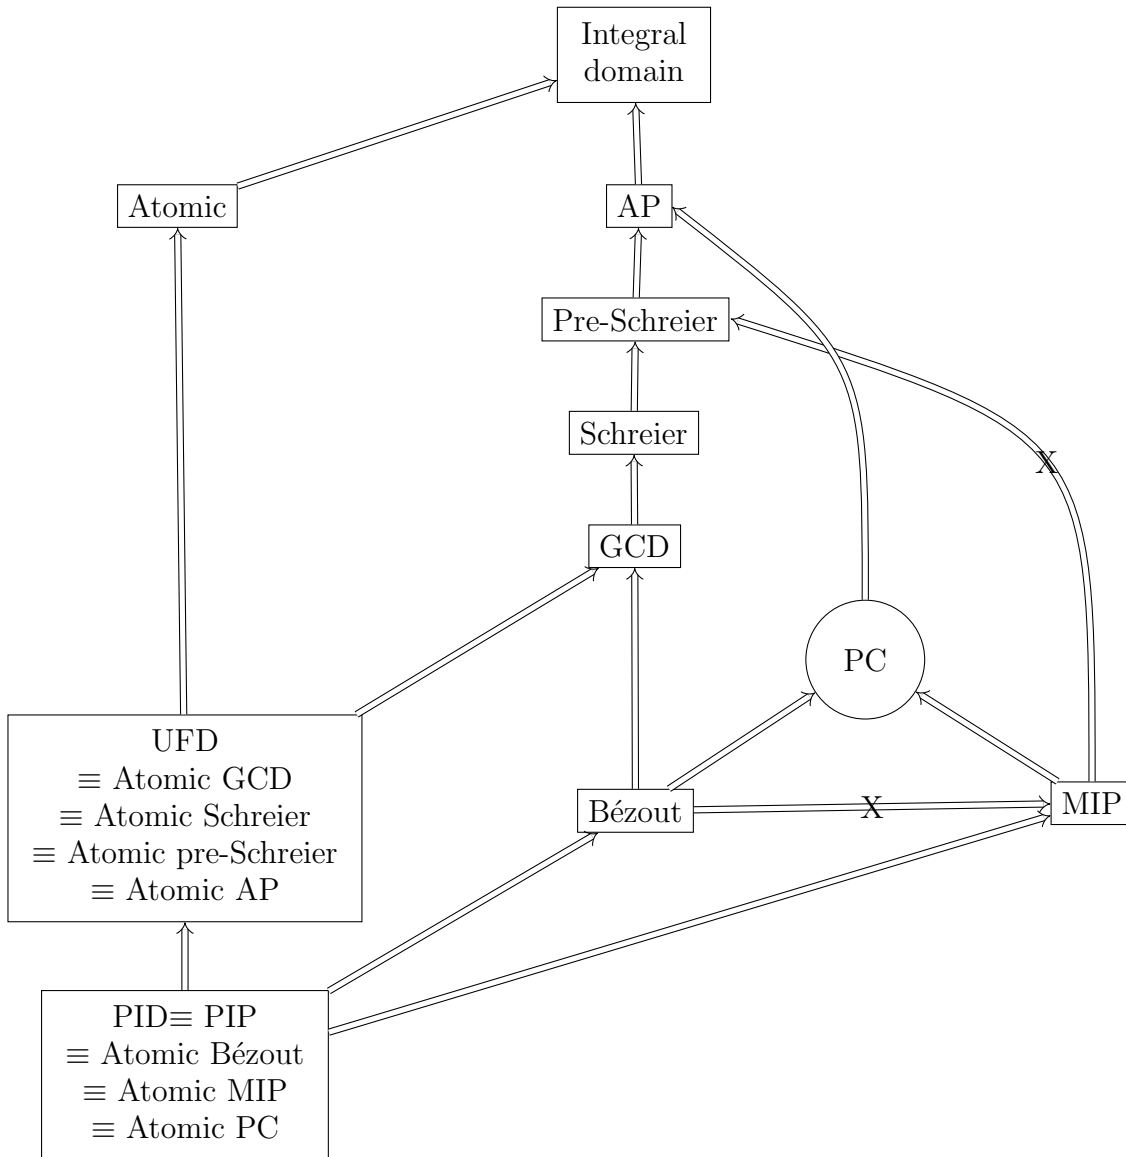 Integral
domain
Atomic
AP
Pre-Schreier
Schreier
X
GCD
PC
UFD
≡ Atomic GCD
≡ Atomic Schreier
≡ Atomic pre-Schreier
≡ Atomic AP
Bézout
X
MIP
PID≡ PIP
≡ Atomic Bézout
≡ Atomic MIP
≡ Atomic PC